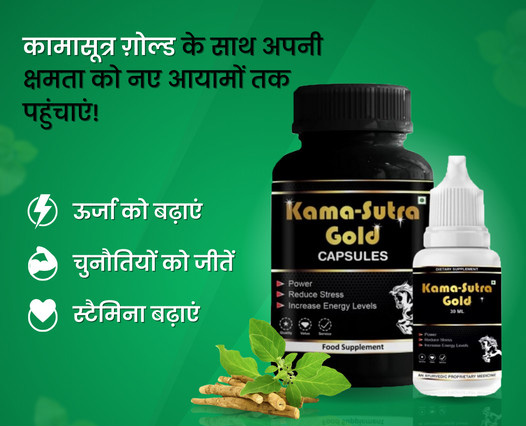 कामासूत्र ग़ोल्ड के साथ अपनी
क्षमता को नए आयामों तक
पहुंचाएं!
ऊर्जा को बढ़ाएं
चुनौतियों को जीतें
स्टैमिना बढ़ाएं
Kama-Sutra
Gold
CAPSULES
Power
Reduce Stress
Increase Energy Levels
Food Supplement
DIETARY SUPPLEMENT
Kama-Sutra
Gold
30 ML
Power
Reduce Stress
Increase Energy Levels
AN AYURVEDIC PROPRIETARY MEDICINE